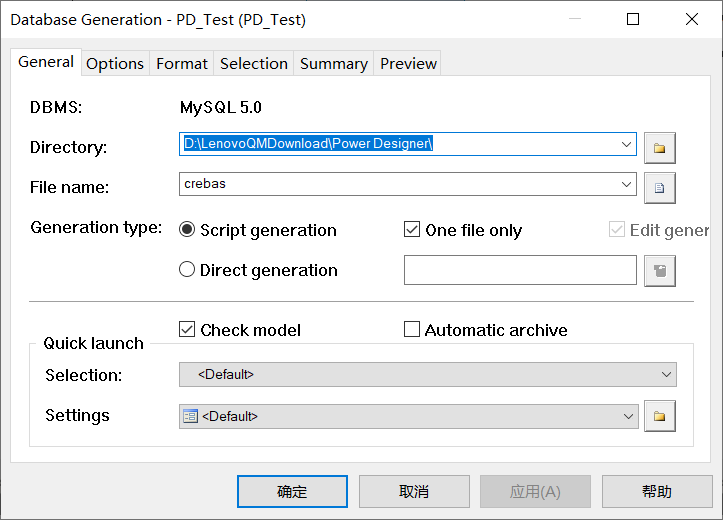 Database Generation - PD_Test (PD_Test)
General Options Format Selection Summary Preview
DBMS: MySQL 5.0
Directory: D:\LenovoQMDownload\Power Designer\
File name: crebas
Generation type: Script generation One file only Edit gener
Direct generation
Check model Automatic archive
Quick launch
Selection: <Default>
Settings <Default>
确定 取消 应用(A) 帮助